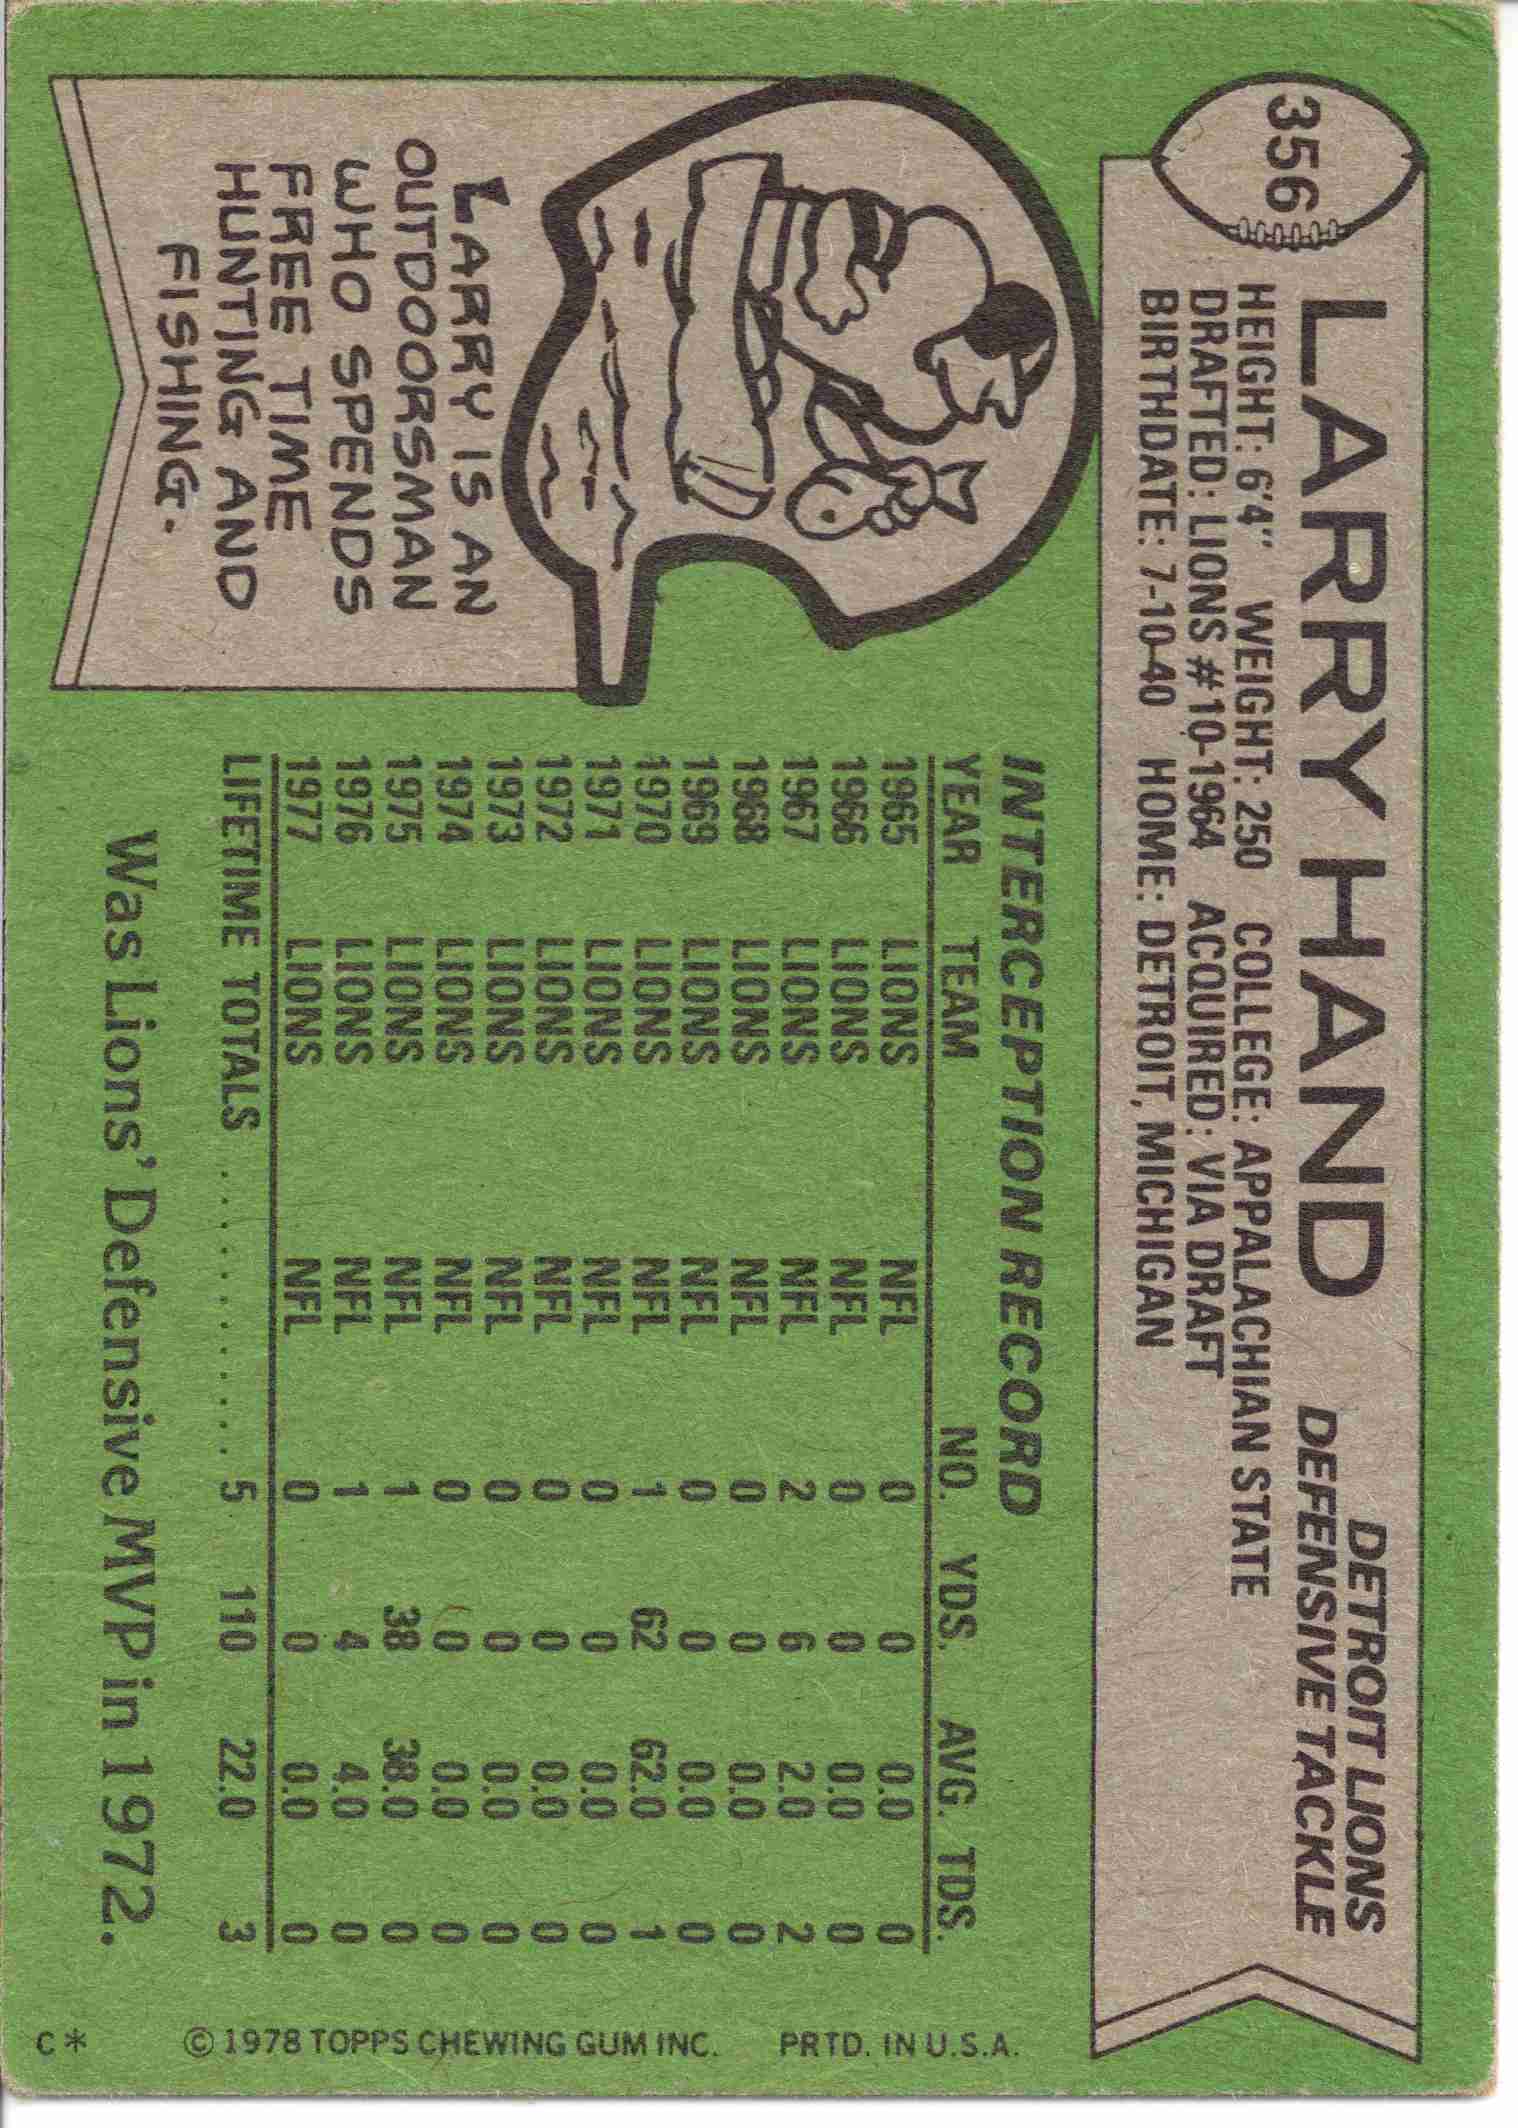 356
LARRY HAND
DETROIT LIONS
DEFENSIVE TACKLE
HEIGHT: 6'4" WEIGHT: 250 COLLEGE: APPALACHIAN STATE
DRAFTED: LIONS #10-1964 ACQUIRED: VIA DRAFT
BIRTHDATE: 7-10-40 HOME: DETROIT, MICHIGAN
LARRY IS AN
OUTDOORSMAN
WHO SPENDS
FREE TIME
HUNTING AND
FISHING.
INTERCEPTION RECORD
YEAR TEAM NO. YDS. AVG. TDS.
1965 LIONS NFL 0 0 0.0 0
1966 LIONS NFL 0 0 0.0 0
1967 LIONS NFL 2 6 2.0 2
1968 LIONS NFL 0 0 0.0 0
1969 LIONS NFL 0 0 0.0 0
1970 LIONS NFL 1 62 62.0 1
1971 LIONS NFL 0 0 0.0 0
1972 LIONS NFL 0 0 0.0 0
1973 LIONS NFL 0 0 0.0 0
1974 LIONS NFL 0 0 0.0 0
1975 LIONS NFL 1 38 38.0 0
1976 LIONS NFL 1 4 4.0 0
1977 LIONS NFL 0 0 0.0 0
LIFETIME TOTALS . . . . . . . . . . . . 5 110 22.0 3
Was Lions' Defensive MVP in 1972.
C* © 1978 TOPPS CHEWING GUM INC. PRTD. IN U.S.A.